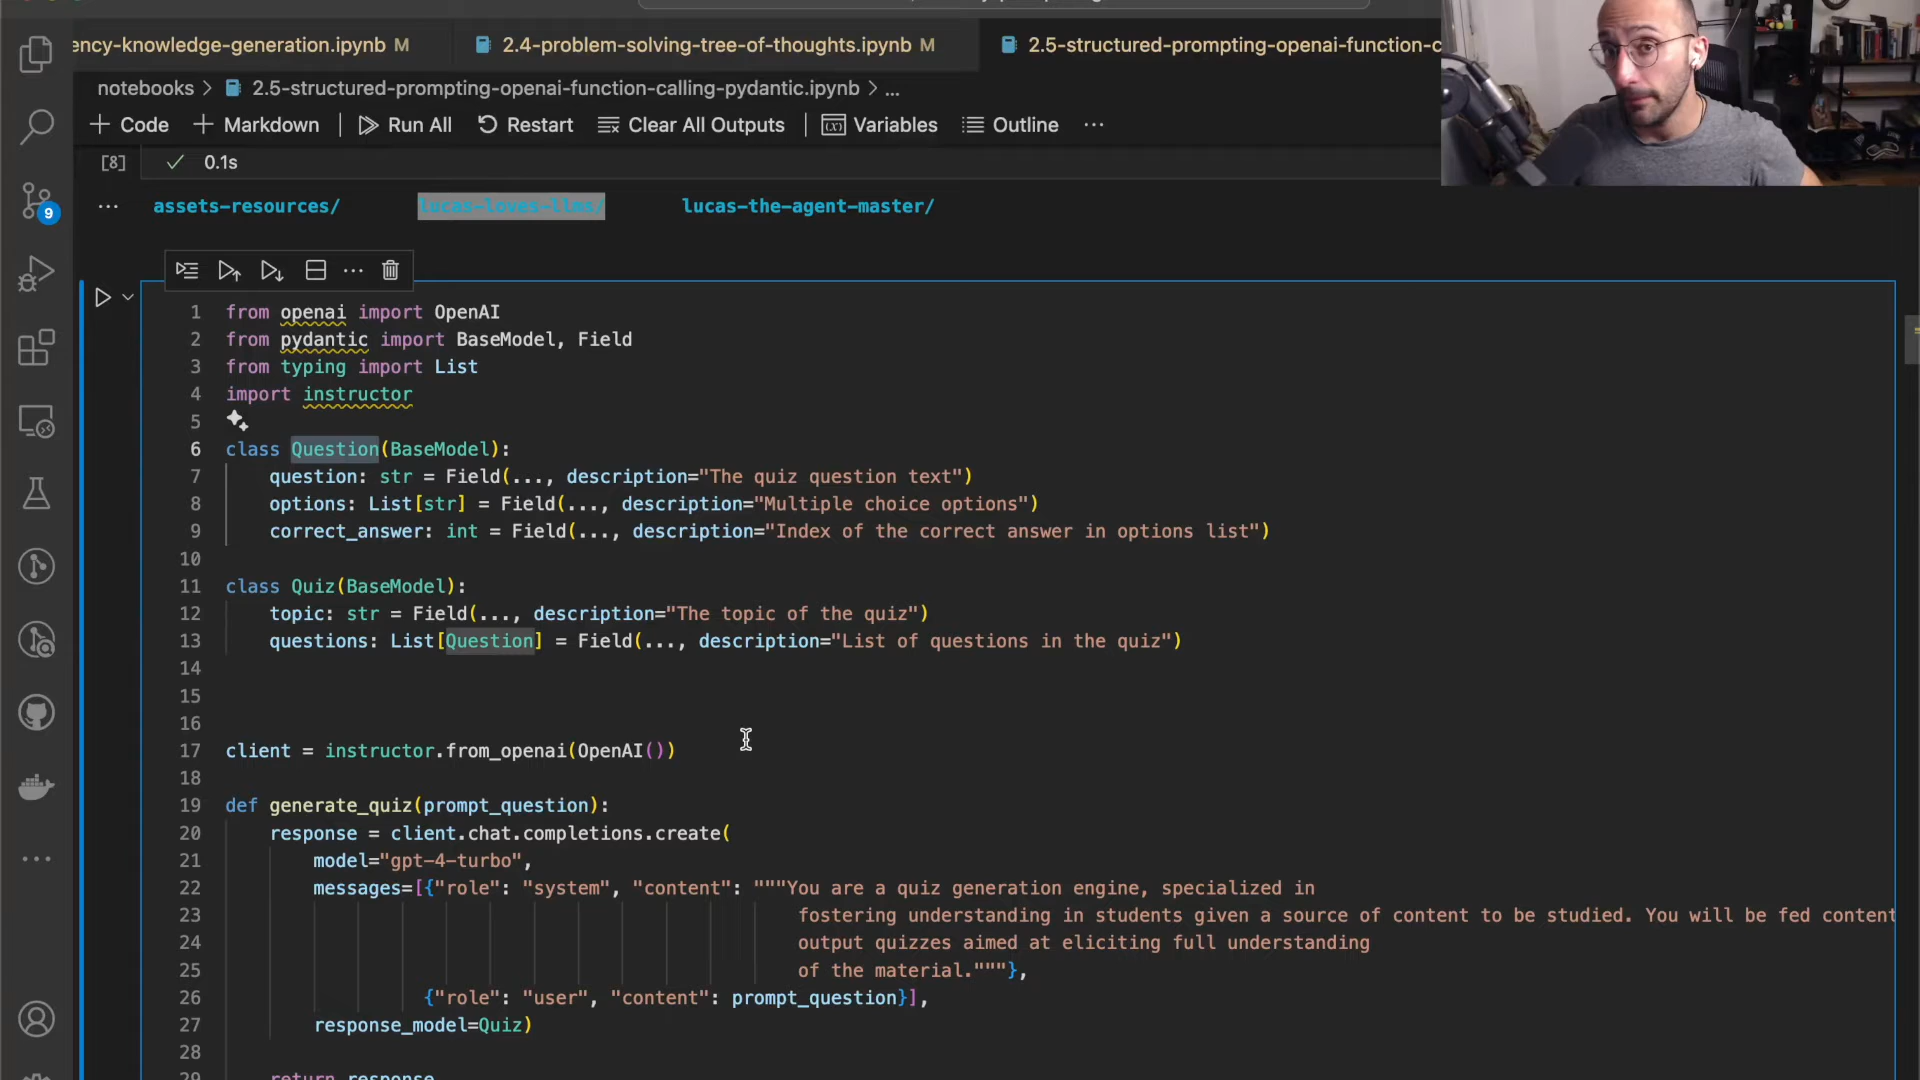 ency-knowledge-generation.ipynb M
2.4-problem-solving-tree-of-thoughts.ipynb M
2.5-structured-prompting-openai-function-c
notebooks > 2.5-structured-prompting-openai-function-calling-pydantic.ipynb > ...
+ Code + Markdown Run All Restart Clear All Outputs Variables Outline ...
[8] 0.1s
9
... assets-resources/ lucas-loves-llms/ lucas-the-agent-master/
1 from openai import OpenAI
2 from pydantic import BaseModel, Field
3 from typing import List
4 import instructor
5
6 class Question(BaseModel):
7 question: str = Field(..., description="The quiz question text")
8 options: List[str] = Field(..., description="Multiple choice options")
9 correct_answer: int = Field(..., description="Index of the correct answer in options list")
10
11 class Quiz(BaseModel):
12 topic: str = Field(..., description="The topic of the quiz")
13 questions: List[Question] = Field(..., description="List of questions in the quiz")
14
15
16
17 client = instructor.from_openai(OpenAI())
18
19 def generate_quiz(prompt_question):
20 response = client.chat.completions.create(
21 model="gpt-4-turbo",
22 messages=[{"role": "system", "content": """You are a quiz generation engine, specialized in
23 fostering understanding in students given a source of content to be studied. You will be fed content
24 output quizzes aimed at eliciting full understanding
25 of the material."""},
26 {"role": "user", "content": prompt_question}],
27 response_model=Quiz)
28
29 return response